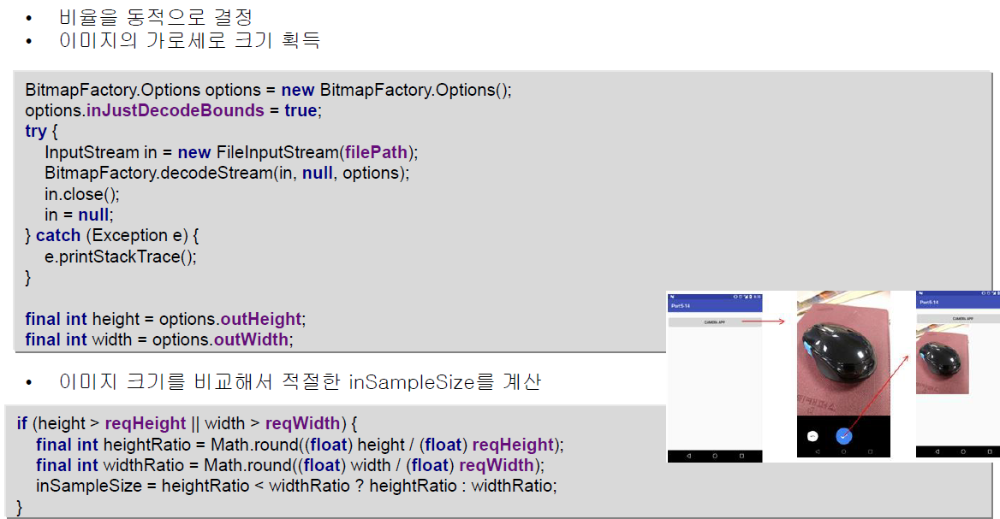 • 비율을 동적으로 결정
• 이미지의 가로세로 크기 획득
BitmapFactory.Options options = new BitmapFactory.Options();
options.inJustDecodeBounds = true;
try {
InputStream in = new FileInputStream(filePath);
BitmapFactory.decodeStream(in, null, options);
in.close();
in = null;
} catch (Exception e) {
e.printStackTrace();
}
final int height = options.outHeight;
final int width = options.outWidth;
Part5-14
CAMERA APP
Part5-14
CAMERA APP
• 이미지 크기를 비교해서 적절한 inSampleSize를 계산
if (height > reqHeight || width > reqWidth) {
final int heightRatio = Math.round((float) height / (float) reqHeight);
final int widthRatio = Math.round((float) width / (float) reqWidth);
inSampleSize = heightRatio < widthRatio ? heightRatio : widthRatio;
}